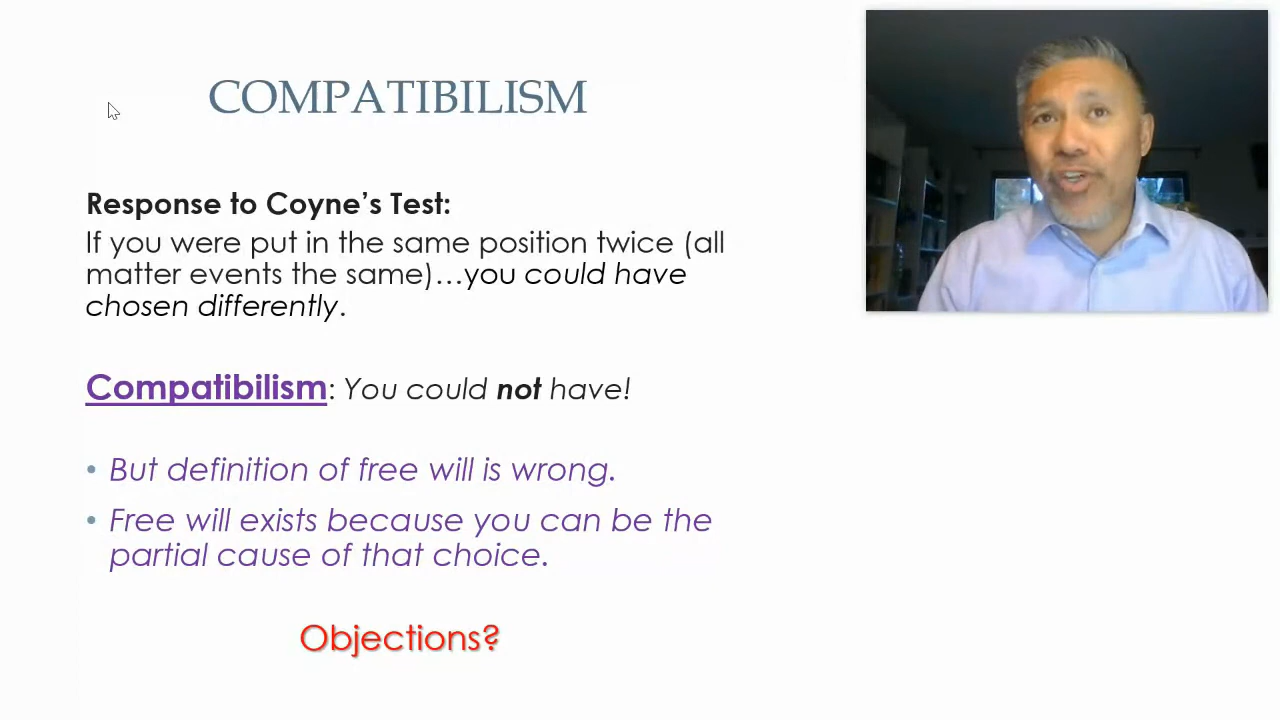 COMPATIBILISM
Response to Coyne’s Test:
If you were put in the same position twice (all
matter events the same)…you could have
chosen differently.
Compatibilism: You could not have!
• But definition of free will is wrong.
• Free will exists because you can be the
partial cause of that choice.
Objections?